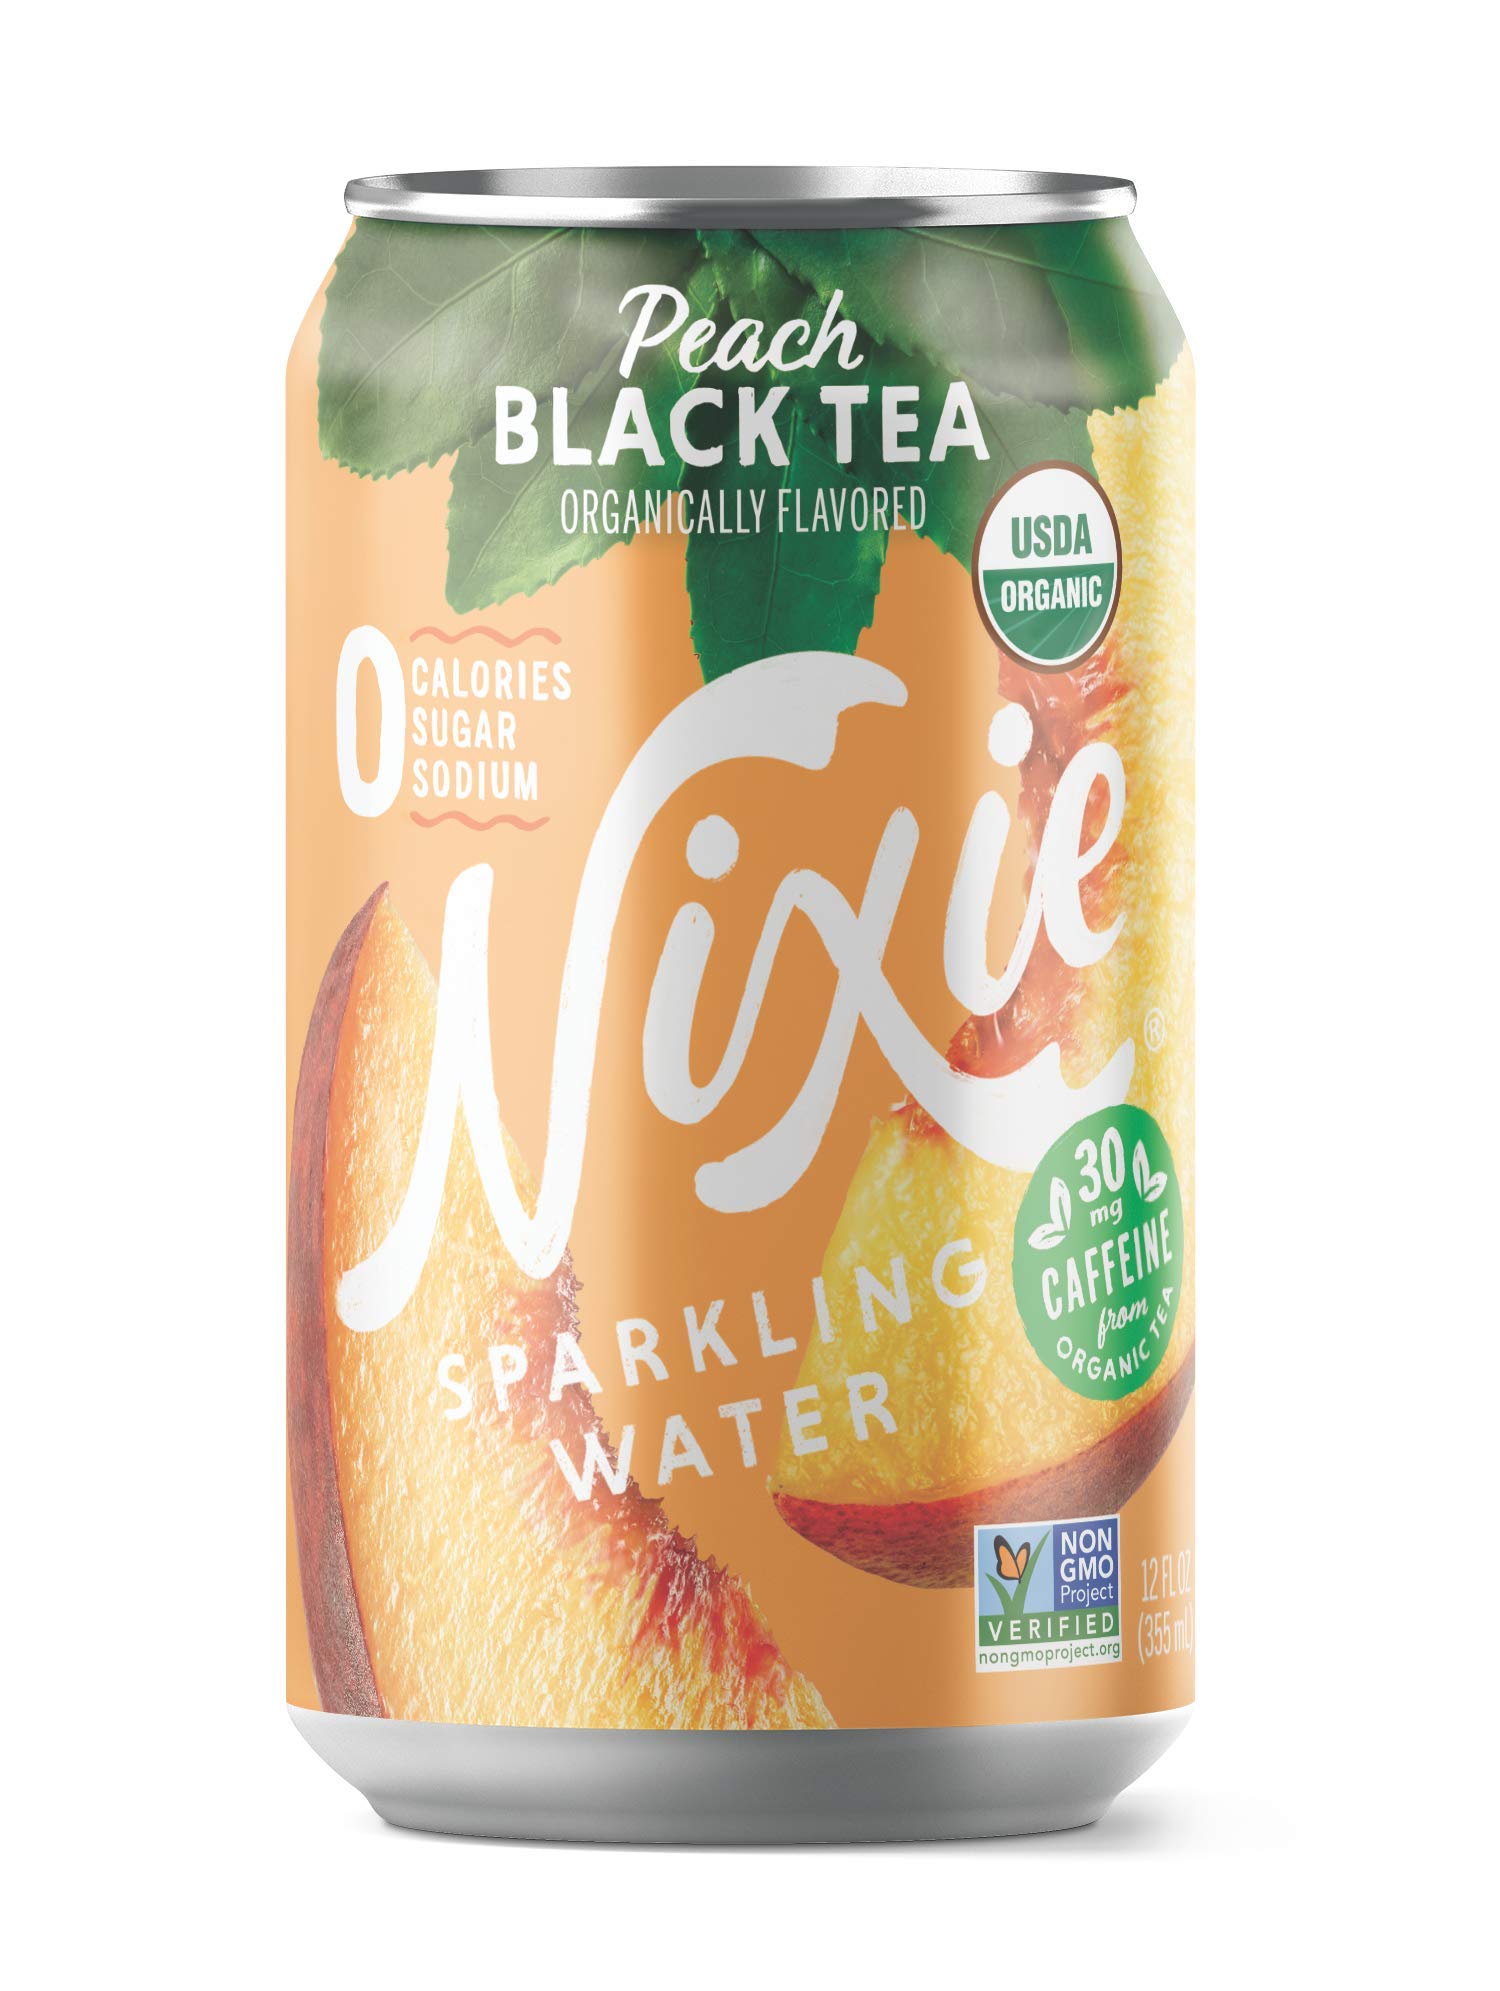 Peach
BLACK TEA
ORGANICALLY FLAVORED
USDA
ORGANIC
0 CALORIES
SUGAR
SODIUM
Nixie®
SPARKLING
WATER
30
mg
CAFFEINE
from
ORGANIC TEA
NON
GMO
Project
VERIFIED
nongmoproject.org
12 FL OZ
(355 mL)